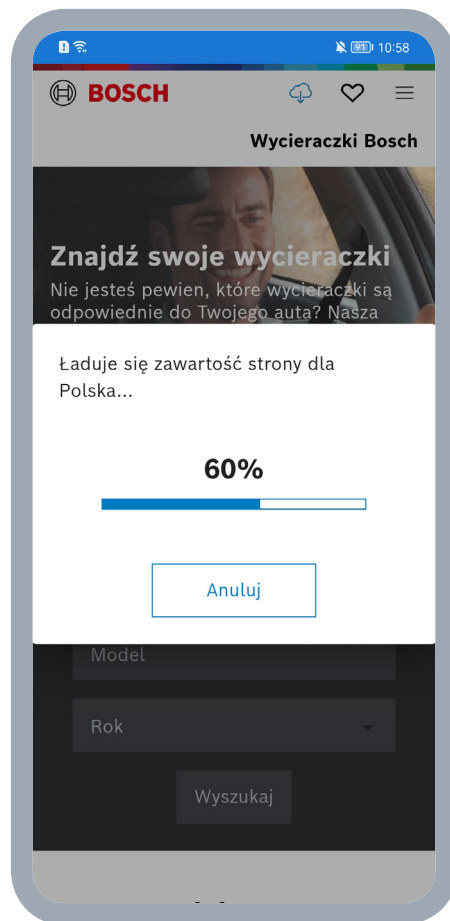 91 10:58
BOSCH
Wycieraczki Bosch
Znajdź swoje wycieraczki
Nie jesteś pewien, które wycieraczki są
odpowiednie do Twojego auta? Nasza
Ładuje się zawartość strony dla
Polska...
60%
Anuluj
Model
Rok
Wyszukaj